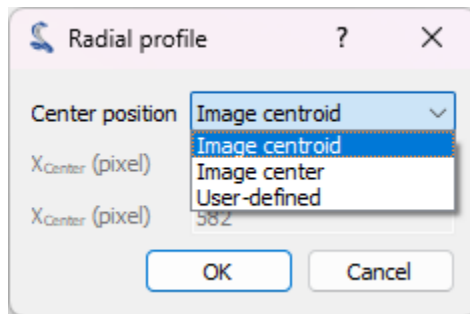 Radial profile ? ×
Center position Image centroid
Image centroid
XCenter (pixel) Image center
User-defined
XCenter (pixel) 582
OK Cancel